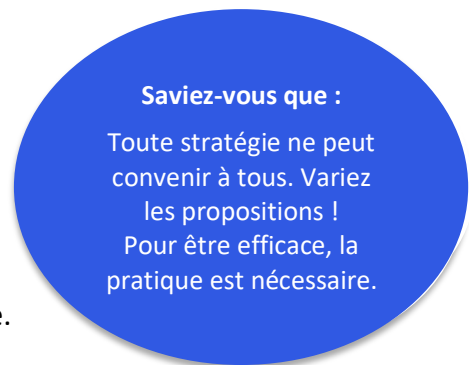 Saviez-vous que :
Toute stratégie ne peut
convenir à tous. Variez
les propositions !
Pour être efficace, la
pratique est nécessaire.
e.